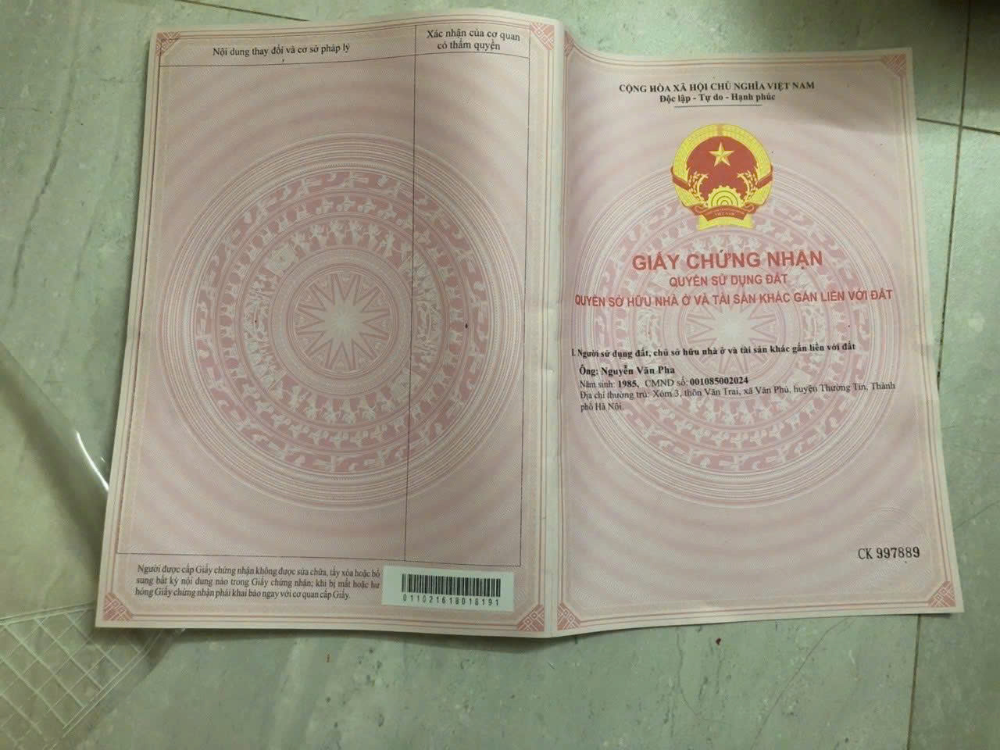 Nội dung thay đổi và cơ sở pháp lý
Xác nhận của cơ quan
có thẩm quyền
Người được cấp Giấy chứng nhận không được sửa chữa, tẩy xóa hoặc bổ
sung bất kỳ nội dung nào trong Giấy chứng nhận; khi bị mất hoặc hư
hỏng Giấy chứng nhận phải khai báo ngay với cơ quan cấp Giấy.
011021618018191
CỘNG HÒA XÃ HỘI CHỦ NGHĨA VIỆT NAM
Độc lập - Tự do - Hạnh phúc
VIỆT NAM
GIẤY CHỨNG NHẬN
QUYỀN SỬ DỤNG ĐẤT
QUYỀN SỞ HỮU NHÀ Ở VÀ TÀI SẢN KHÁC GẮN LIỀN VỚI ĐẤT
I. Người sử dụng đất, chủ sở hữu nhà ở và tài sản khác gắn liền với đất
Ông: Nguyễn Văn Pha
Năm sinh: 1985, CMND số: 001085002024
Địa chỉ thường trú: Xóm 3, thôn Văn Trai, xã Văn Phú, huyện Thường Tín, Thành
phố Hà Nội.
CK 997889